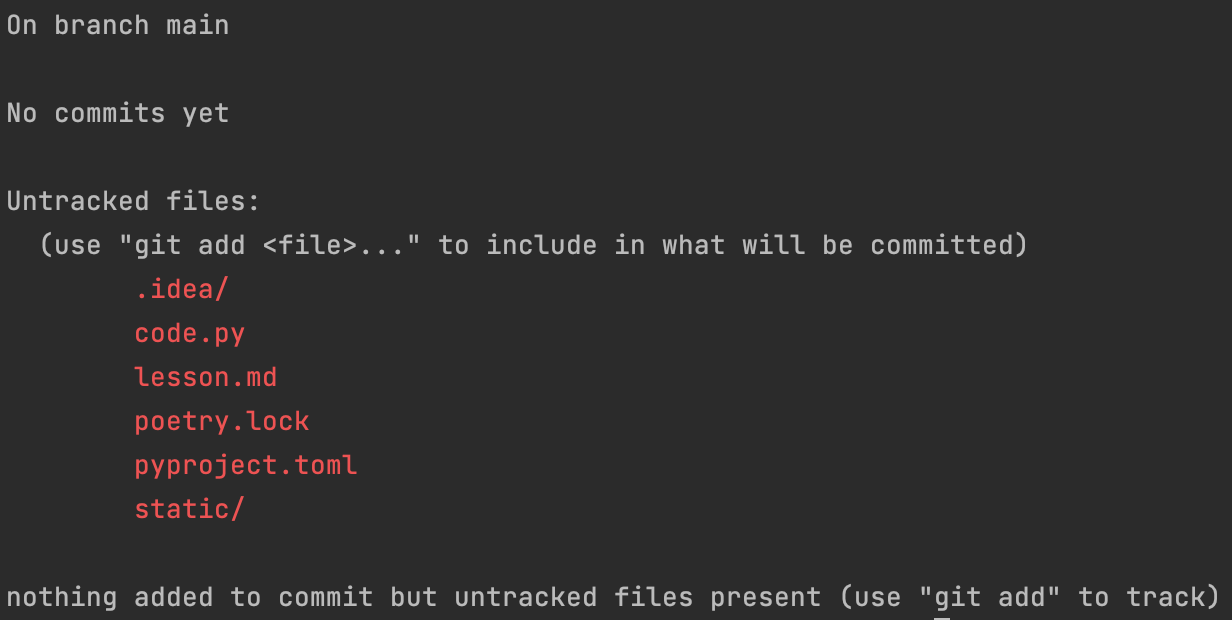 On branch main
No commits yet
Untracked files:
(use "git add <file>..." to include in what will be committed)
.idea/
code.py
lesson.md
poetry.lock
pyproject.toml
static/
nothing added to commit but untracked files present (use "git add" to track)